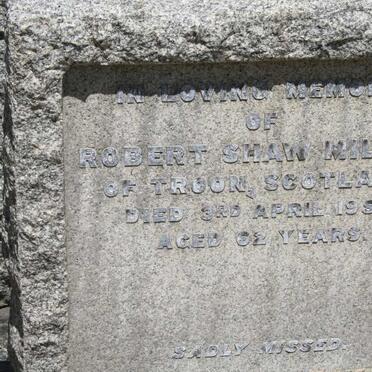 IN LOVING MEMO
OF
ROBERT SHAW MIL
OF TROON, SCOTLA
DIED 3RD APRIL 19
AGED 62 YEARS.
SADLY MISSED.